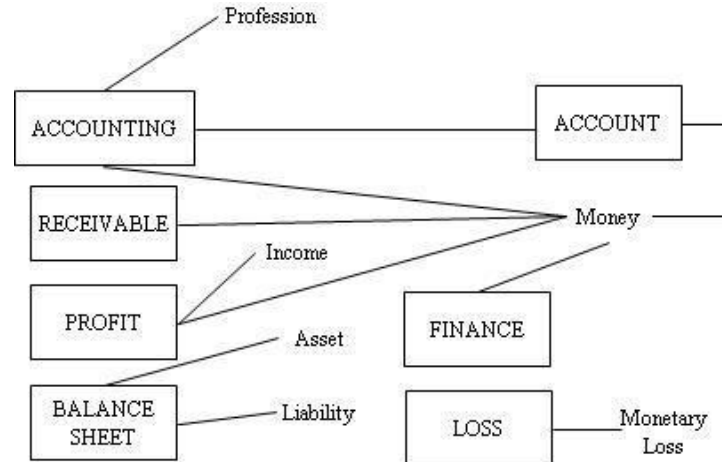 Profession
ACCOUNTING
ACCOUNT
RECEIVABLE
Money
Income
PROFIT
FINANCE
Asset
BALANCE
SHEET
Liability
LOSS
Monetary
Loss